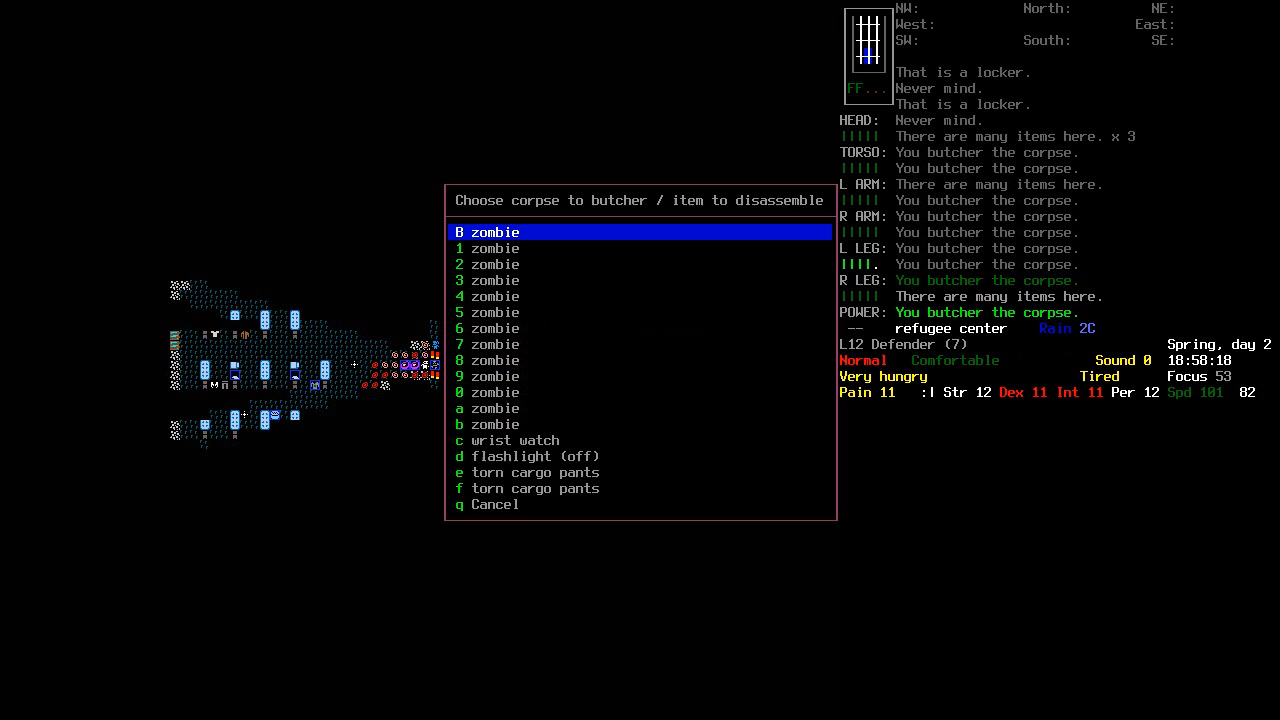 NW: North: NE:
West: East:
SW: South: SE:
That is a locker.
FF... Never mind.
That is a locker.
HEAD: Never mind.
There are many items here. x 3
TORSO: You butcher the corpse.
You butcher the corpse.
L ARM: There are many items here.
You butcher the corpse.
R ARM: You butcher the corpse.
You butcher the corpse.
L LEG: You butcher the corpse.
You butcher the corpse.
R LEG: You butcher the corpse.
There are many items here.
POWER: You butcher the corpse.
-- refugee center Rain 2C
L12 Defender (7) Spring, day 2
Normal Comfortable Sound 0 18:58:18
Very hungry Tired Focus 53
Pain 11 :| Str 12 Dex 11 Int 11 Per 12 Spd 101 82
Choose corpse to butcher / item to disassemble
B zombie
1 zombie
2 zombie
3 zombie
4 zombie
5 zombie
6 zombie
7 zombie
8 zombie
9 zombie
0 zombie
a zombie
b zombie
c wrist watch
d flashlight (off)
e torn cargo pants
f torn cargo pants
q Cancel